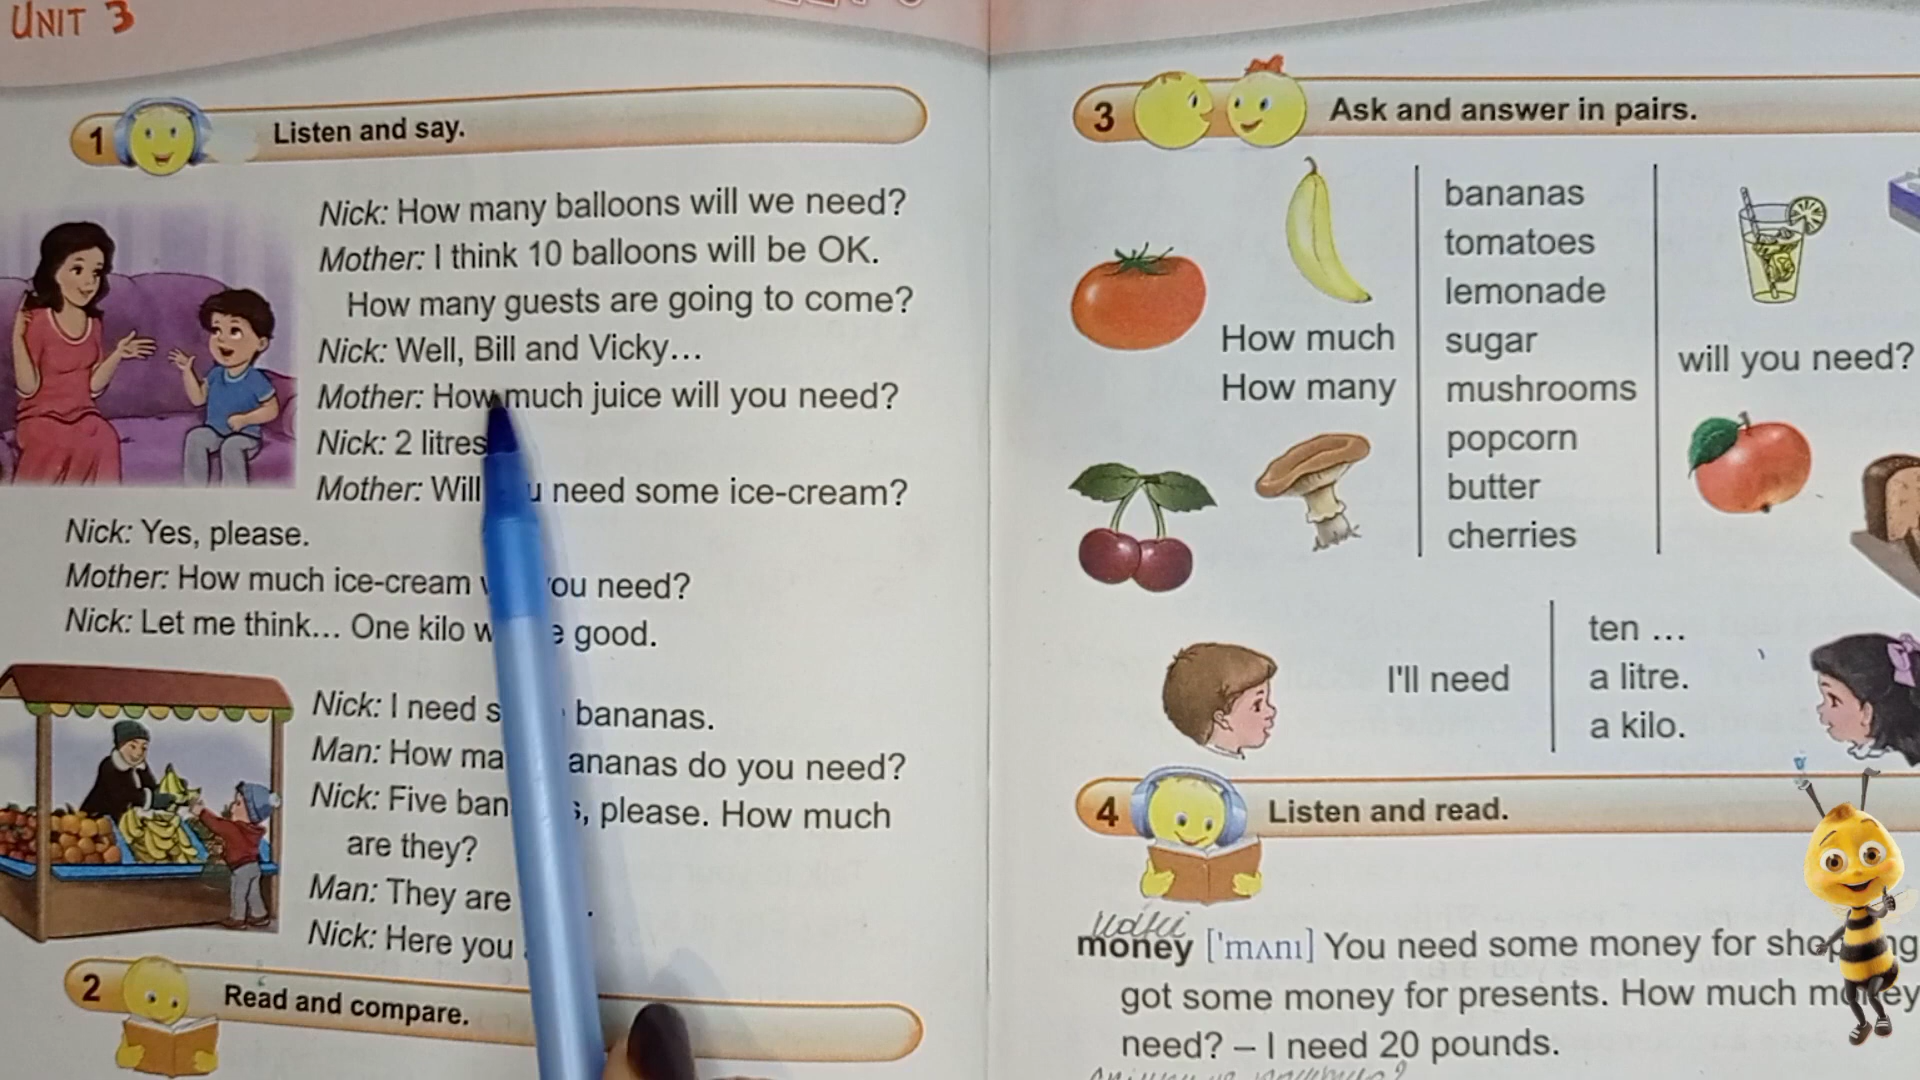 UNIT 3
1 Listen and say.
Nick: How many balloons will we need?
Mother: I think 10 balloons will be OK.
How many guests are going to come?
Nick: Well, Bill and Vicky...
Mother: How much juice will you need?
Nick: 2 litres
Mother: Will need some ice-cream?
Nick: Yes, please.
Mother: How much ice-cream you need?
Nick: Let me think... One kilo good.
Nick: I need bananas.
Man: How bananas do you need?
Nick: Five please. How much
are they?
Man: They are
Nick: Here you
2 Read and compare.
3 Ask and answer in pairs.
How much
How many
bananas
tomatoes
lemonade
sugar
mushrooms
popcorn
butter
cherries
will you need?
I'll need
ten ...
a litre.
a kilo.
4 Listen and read.
money ['mʌnɪ] You need some money for
got some money for presents. How much money
need? – I need 20 pounds.